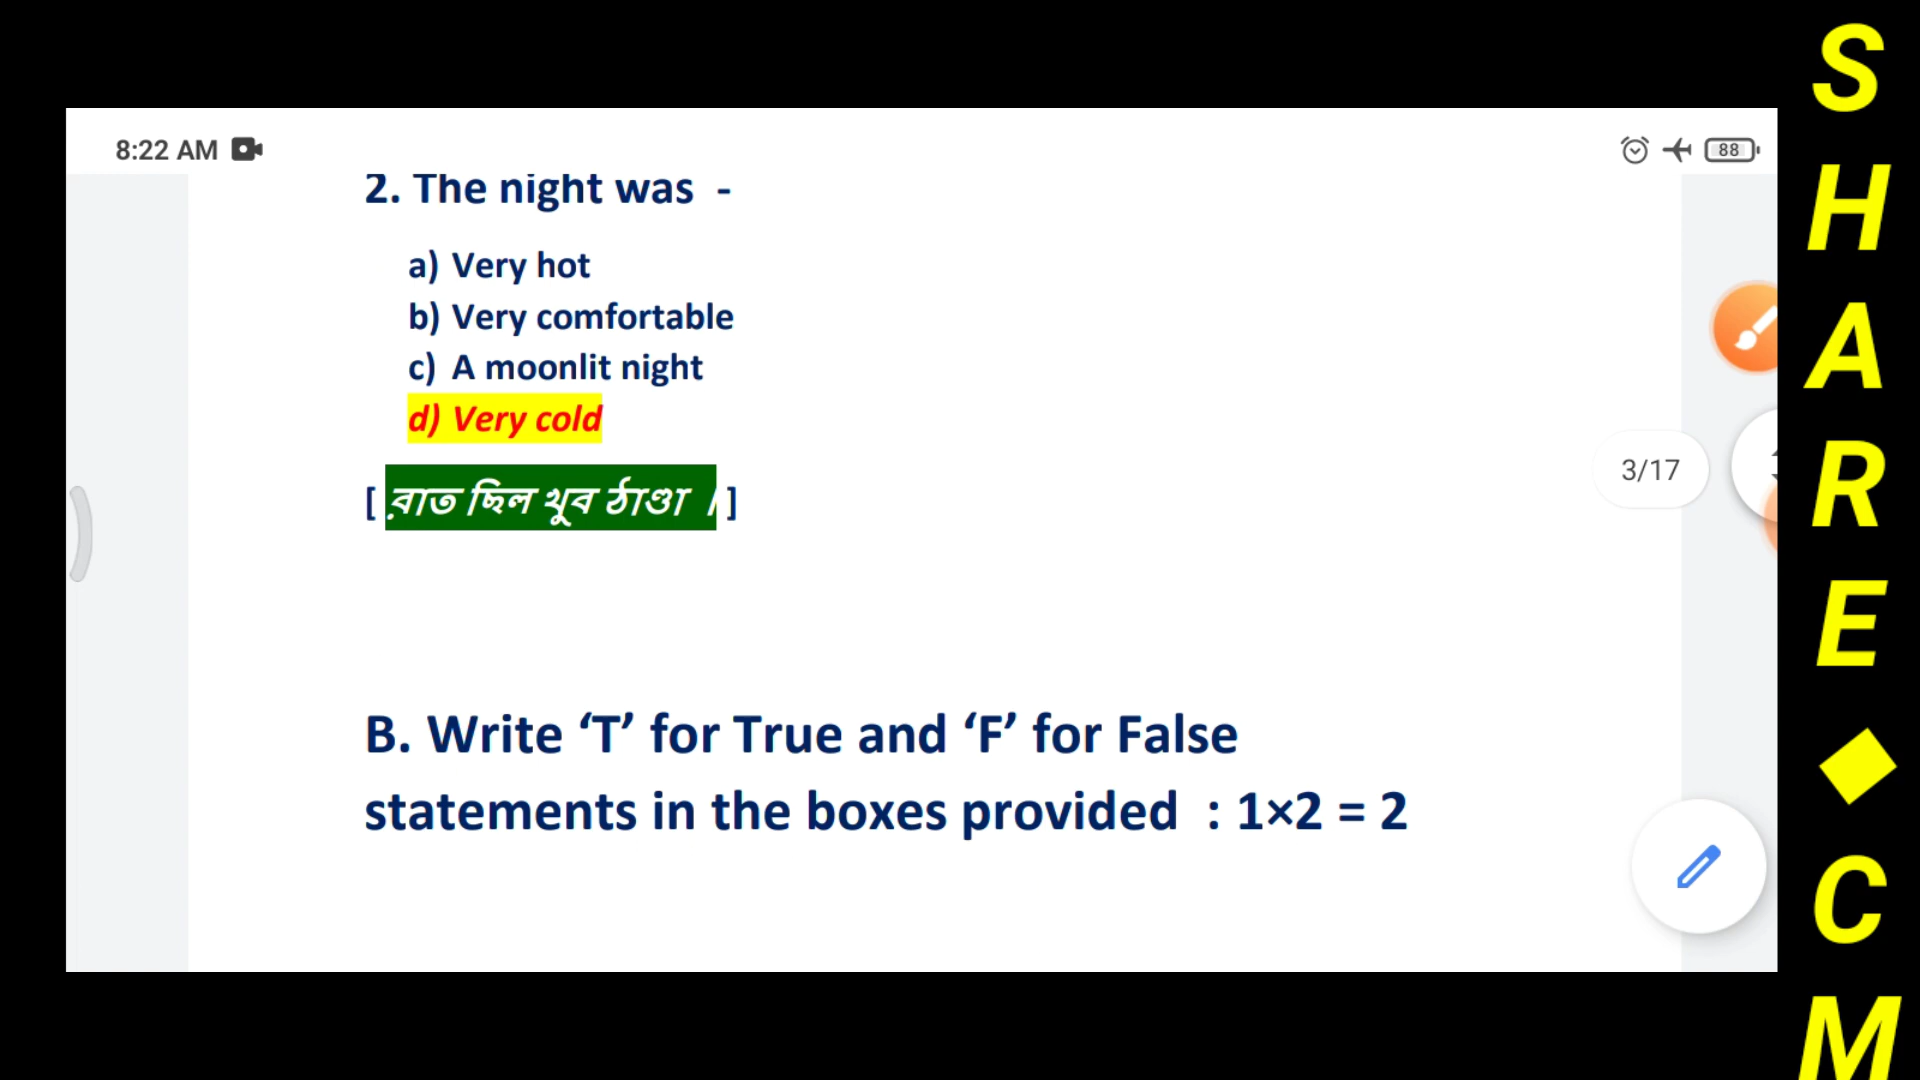 8:22 AM
88
2. The night was -
a) Very hot
b) Very comfortable
c) A moonlit night
d) Very cold
[ রাত ছিল খুব ঠাণ্ডা । ]
3/17
B. Write ‘T’ for True and ‘F’ for False
statements in the boxes provided : 1×2 = 2
S
H
A
R
E
◆
C
M